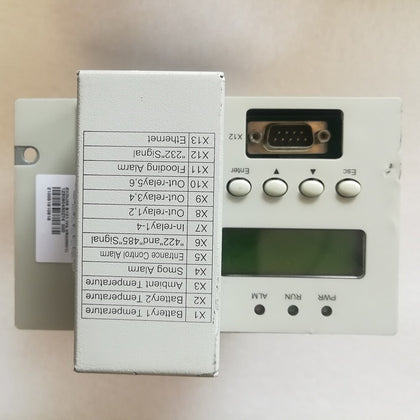 X1 Battery1 Temperature
X2 Battery2 Temperature
X3 Ambient Temperature
X4 Smog Alarm
X5 Entrance Control Alarm
X6 "422"and"485"Signal
X7 In-relay1-4
X8 Out-relay1,2
X9 Out-relay3,4
X10 Out-relay5,6
X11 Flooding Alarm
X12 "232"Signal
X13 Ethernet
PWR RUN ALM
Esc Enter
X12